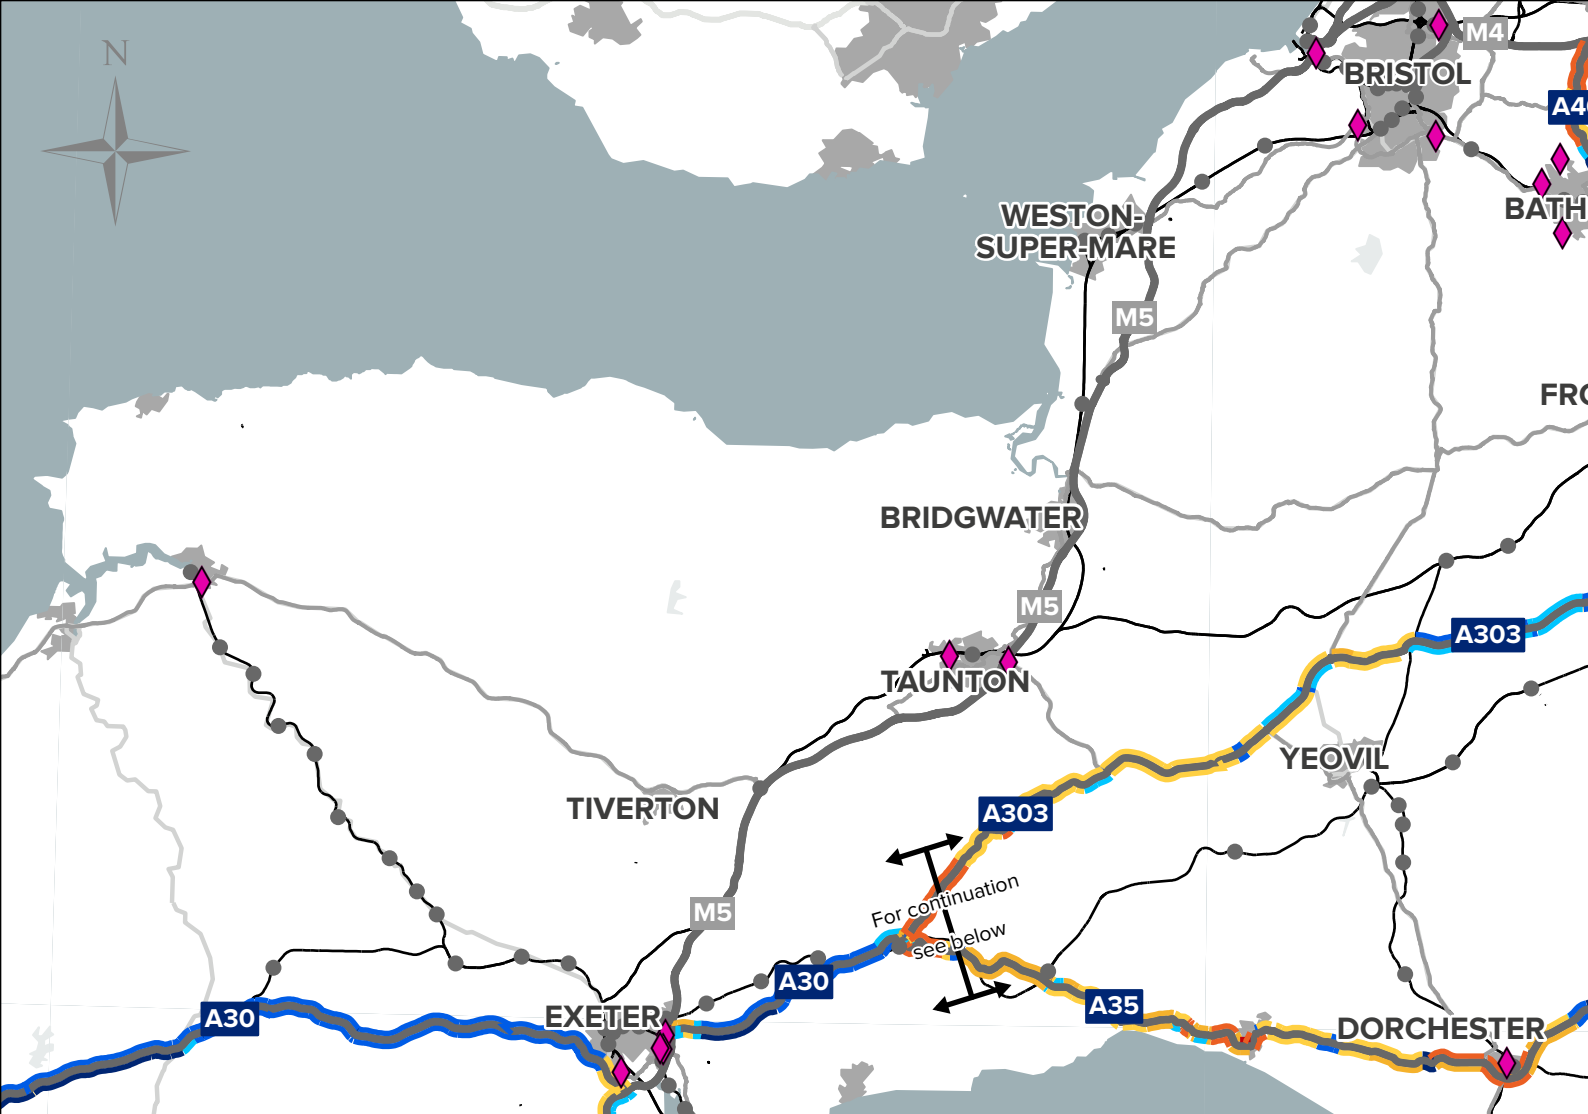 N
M4
BRISTOL
A4
WESTON-
SUPER-MARE
BATH
M5
FRO
BRIDGWATER
M5
A303
TAUNTON
YEOVIL
TIVERTON
A303
For continuation
see below
M5
A30
A35
A30
EXETER
DORCHESTER